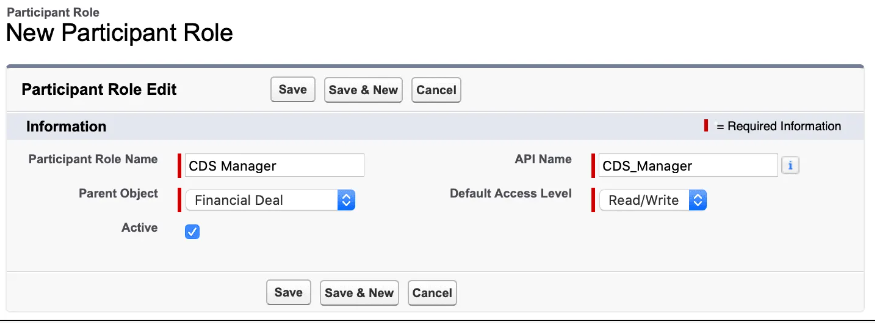 Participant Role
New Participant Role
Participant Role Edit Save Save & New Cancel
Information = Required Information
Participant Role Name CDS Manager API Name CDS_Manager i
Parent Object Financial Deal Default Access Level Read/Write
Active
Save Save & New Cancel